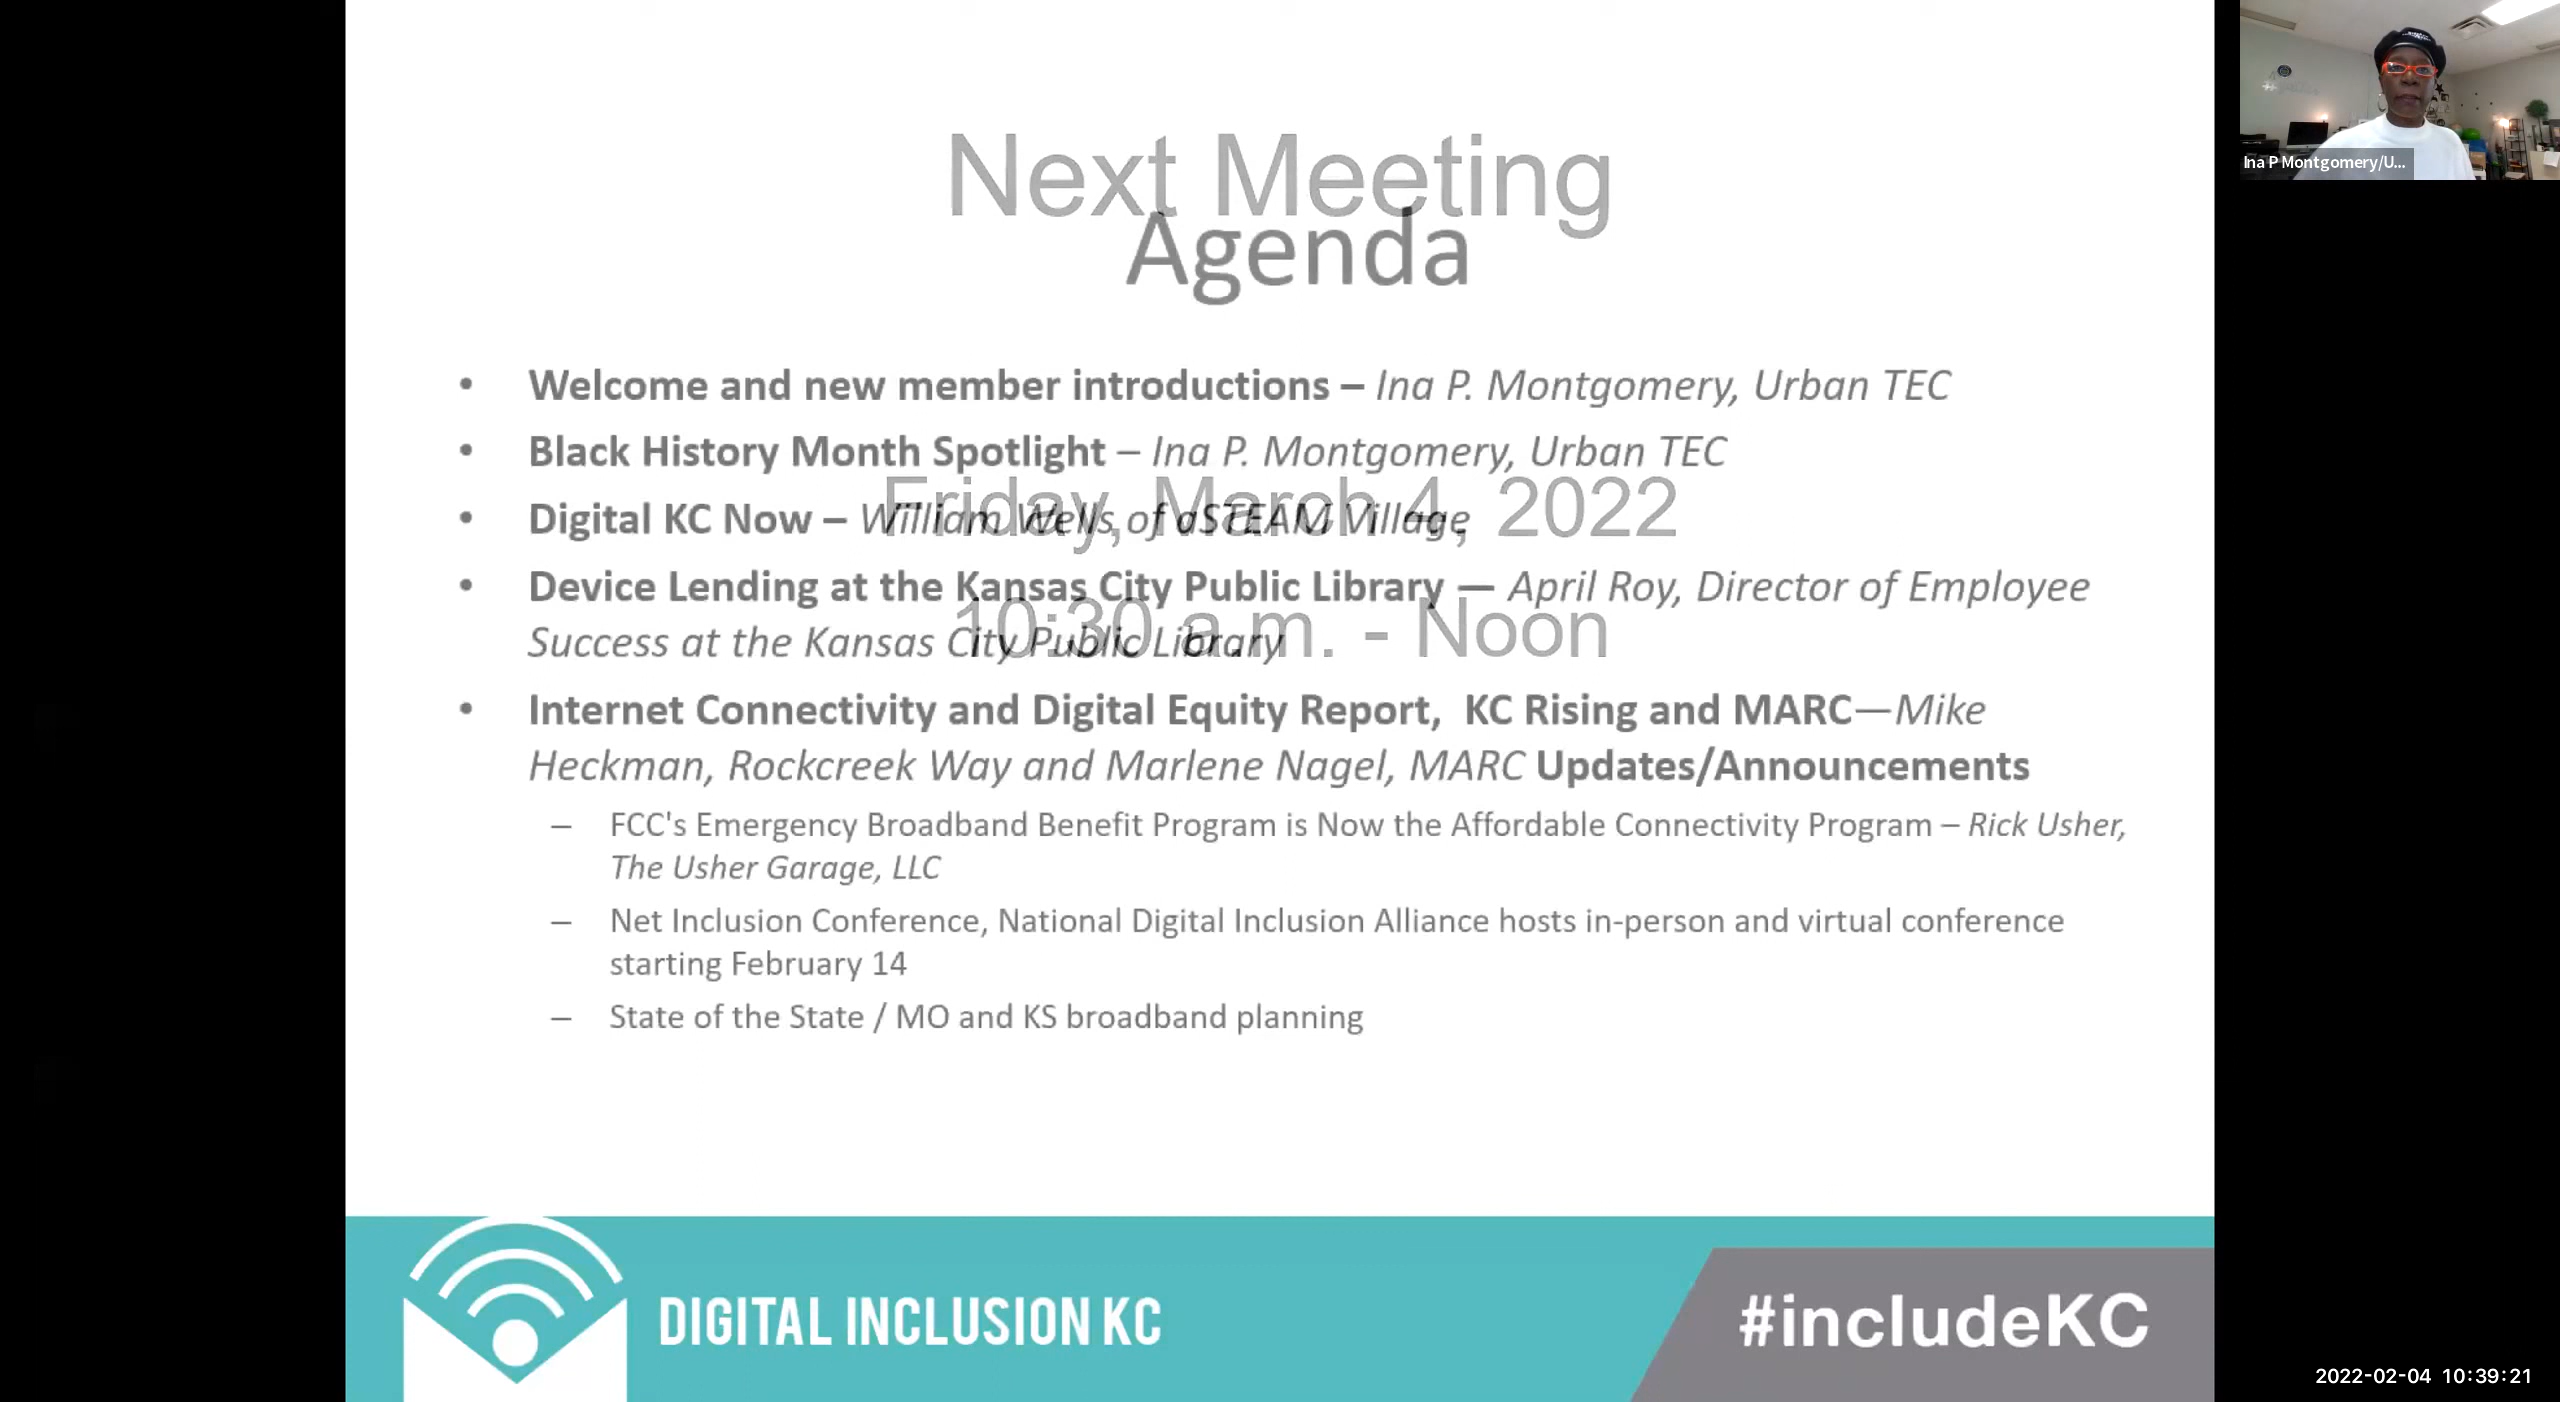 Next Meeting
Agenda
• Welcome and new member introductions – Ina P. Montgomery, Urban TEC
• Black History Month Spotlight – Ina P. Montgomery, Urban TEC
Friday, March 4, 2022
• Digital KC Now – William Wells of aSTEAM Village
• Device Lending at the Kansas City Public Library — April Roy, Director of Employee
Success at the Kansas City Public Library
10:30 a.m. - Noon
• Internet Connectivity and Digital Equity Report, KC Rising and MARC—Mike
Heckman, Rockcreek Way and Marlene Nagel, MARC Updates/Announcements
– FCC's Emergency Broadband Benefit Program is Now the Affordable Connectivity Program – Rick Usher,
The Usher Garage, LLC
– Net Inclusion Conference, National Digital Inclusion Alliance hosts in-person and virtual conference
starting February 14
– State of the State / MO and KS broadband planning
DIGITAL INCLUSION KC
#includeKC
Ina P Montgomery/U...
2022-02-04 10:39:21